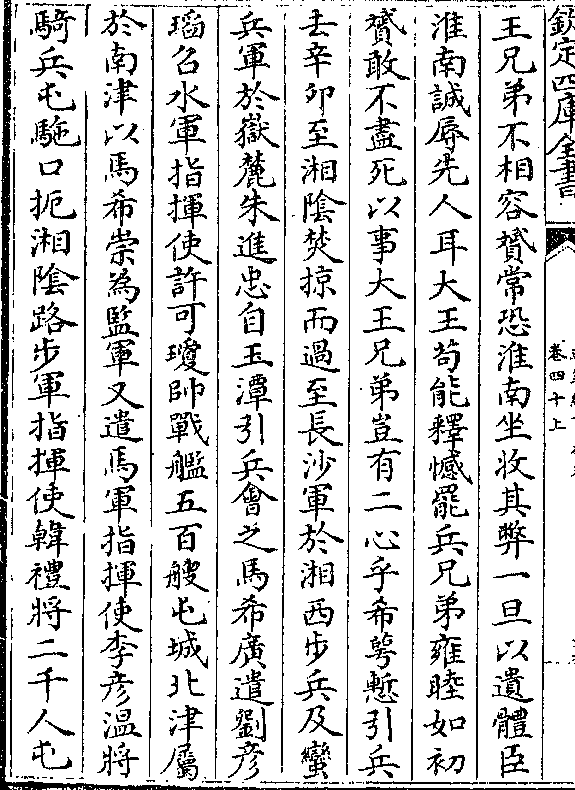 欽定四庫全書
卷四十上
王兄弟不相容贇常恐淮南坐收其弊一旦以遺體臣
淮南誠辱先人耳大王苟能釋憾罷兵兄弟雍睦如初
贇敢不盡死以事大王兄弟豈有二心乎希萼慙引兵
去辛卯至湘陰焚掠而過至長沙軍於湘西步兵及蠻
兵軍於嶽麓朱進忠自玉潭引兵會之馬希廣遣劉彦
瑫召水軍指揮使許可瓊帥戰艦五百艘屯城北津屬
於南津以馬希崇為監軍又遣馬軍指揮使李彦温將
騎兵屯駞口扼湘陰路步軍指揮使韓禮將二千人屯